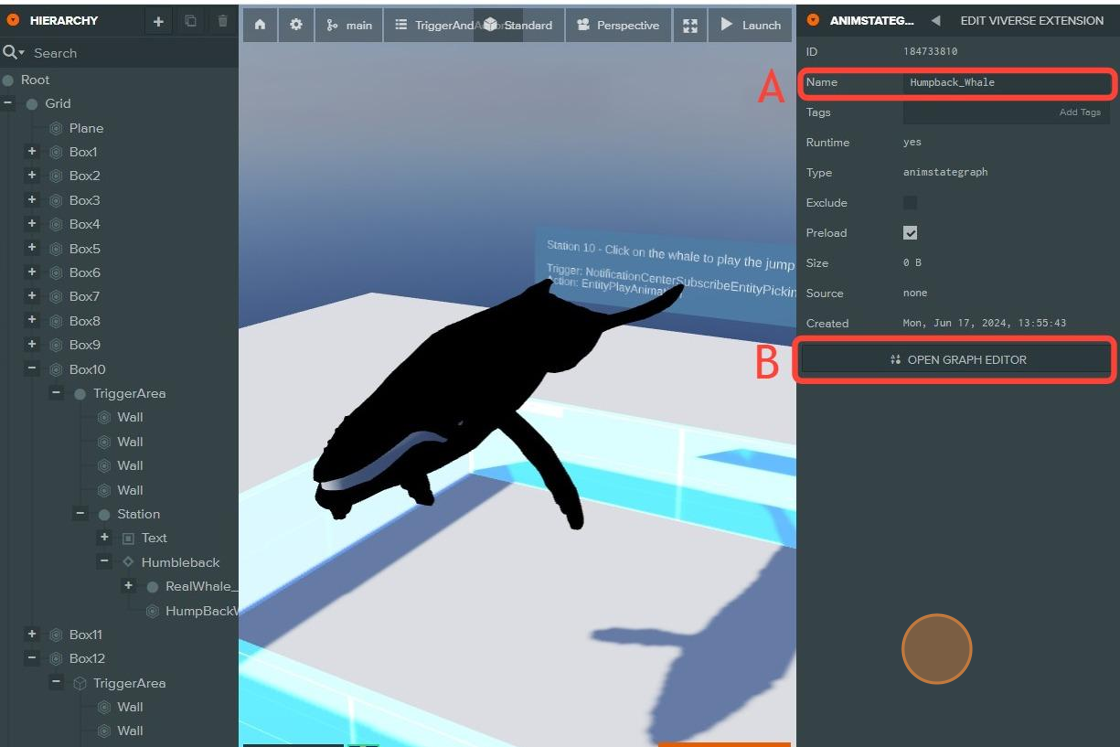 HIERARCHY
Search
Root
Grid
Plane
Box1
Box2
Box3
Box4
Box5
Box6
Box7
Box8
Box9
Box10
TriggerArea
Wall
Wall
Wall
Wall
Station
Text
Humbleback
RealWhale_
HumpBackW
Box11
Box12
TriggerArea
Wall
Wall
main
TriggerAnd
Standard
Perspective
Launch
Station 10 - Click on the whale to play the jump
Trigger: NotificationCenterSubscribeEntityPickin
Action: EntityPlayAnimation
A
B
ANIMSTATEG...
EDIT VIVERSE EXTENSION
ID 184733810
Name Humpback_Whale
Tags Add Tags
Runtime yes
Type animstategraph
Exclude
Preload
Size 0 B
Source none
Created Mon, Jun 17, 2024, 13:55:43
OPEN GRAPH EDITOR